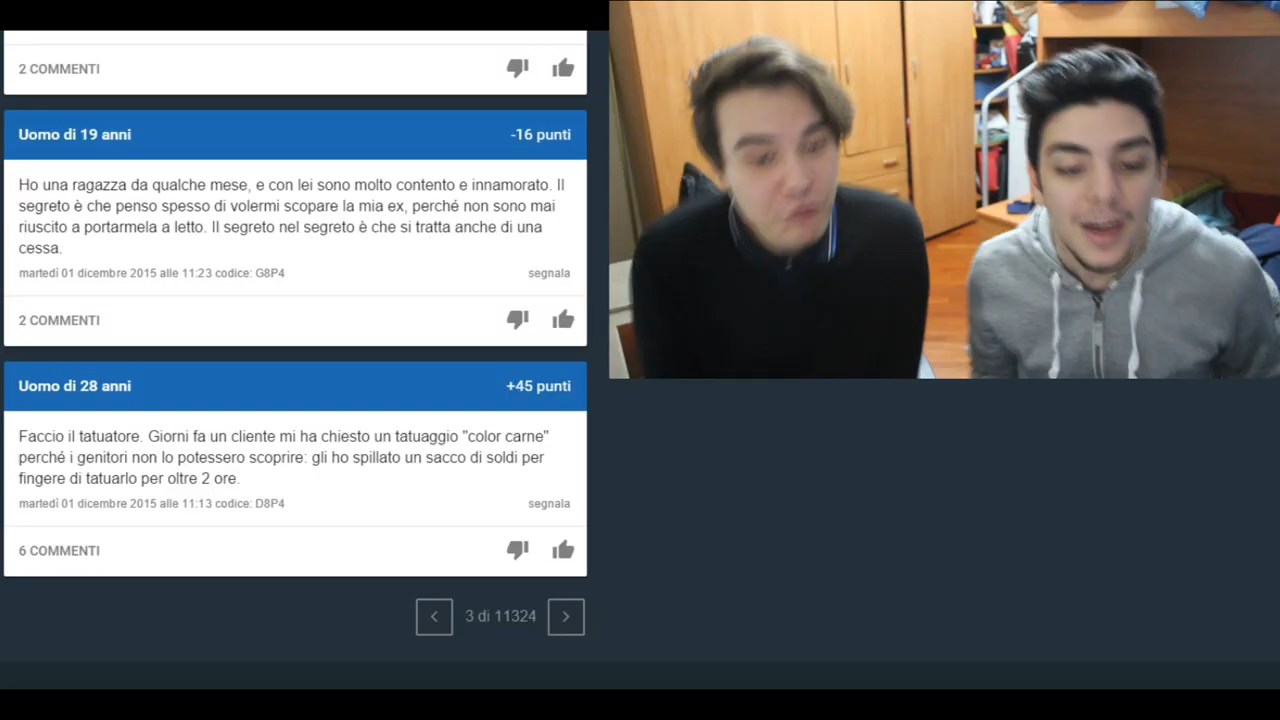 2 COMMENTI
Uomo di 19 anni -16 punti
Ho una ragazza da qualche mese, e con lei sono molto contento e innamorato. Il
segreto è che penso spesso di volermi scopare la mia ex, perché non sono mai
riuscito a portarmela a letto. Il segreto nel segreto è che si tratta anche di una
cessa.
martedì 01 dicembre 2015 alle 11:23 codice: G8P4 segnala
2 COMMENTI
Uomo di 28 anni +45 punti
Faccio il tatuatore. Giorni fa un cliente mi ha chiesto un tatuaggio "color carne"
perché i genitori non lo potessero scoprire: gli ho spillato un sacco di soldi per
fingere di tatuarlo per oltre 2 ore.
martedì 01 dicembre 2015 alle 11:13 codice: D8P4 segnala
6 COMMENTI
3 di 11324